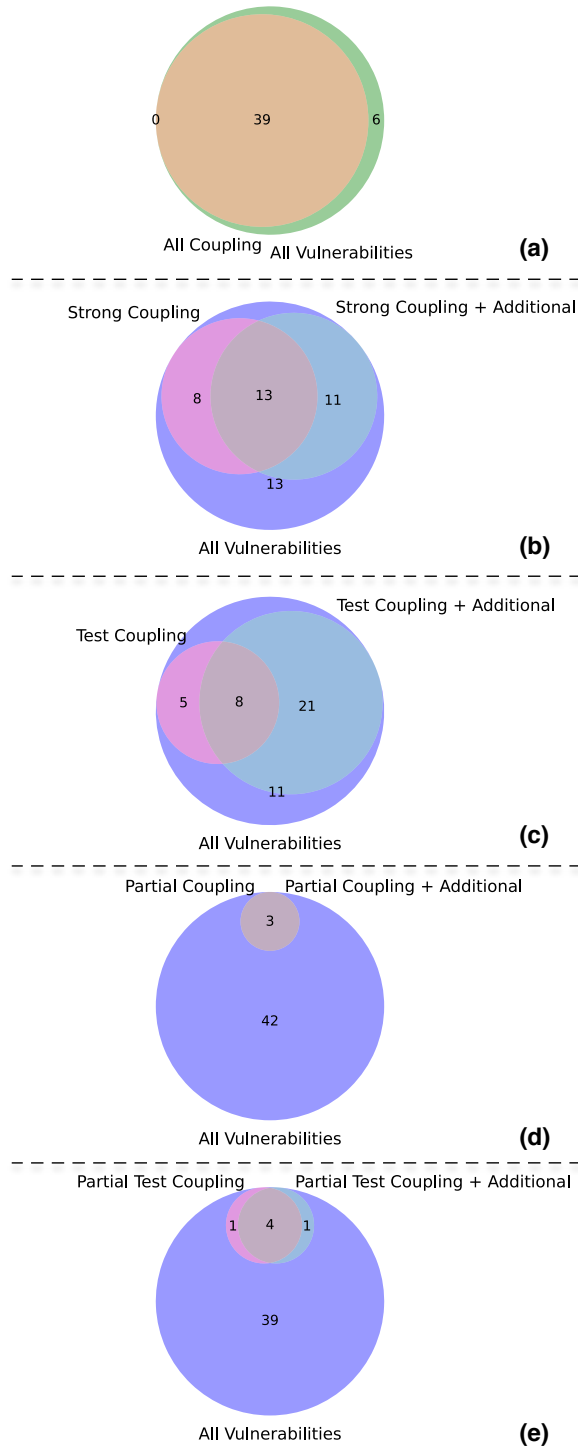 0 39 6
All Coupling
All Vulnerabilities
(a)
Strong Coupling
Strong Coupling + Additional
8 13 11
13
All Vulnerabilities
(b)
Test Coupling + Additional
Test Coupling
5 8 21
11
All Vulnerabilities
(c)
Partial Coupling
Partial Coupling + Additional
3
42
All Vulnerabilities
(d)
Partial Test Coupling
Partial Test Coupling + Additional
1 4 1
39
All Vulnerabilities
(e)